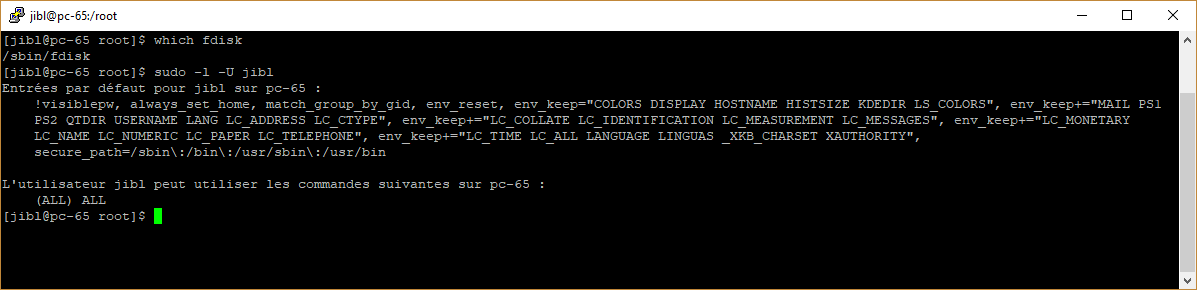 jibl@pc-65:/root
[jibl@pc-65 root]$ which fdisk
/sbin/fdisk
[jibl@pc-65 root]$ sudo -l -U jibl
Entrées par défaut pour jibl sur pc-65 :
    !visiblepw, always_set_home, match_group_by_gid, env_reset, env_keep="COLORS DISPLAY HOSTNAME HISTSIZE KDEDIR LS_COLORS", env_keep+="MAIL PS1
    PS2 QTDIR USERNAME LANG LC_ADDRESS LC_CTYPE", env_keep+="LC_COLLATE LC_IDENTIFICATION LC_MEASUREMENT LC_MESSAGES", env_keep+="LC_MONETARY
    LC_NAME LC_NUMERIC LC_PAPER LC_TELEPHONE", env_keep+="LC_TIME LC_ALL LANGUAGE LINGUAS _XKB_CHARSET XAUTHORITY",
    secure_path=/sbin\:/bin\:/usr/sbin\:/usr/bin
L'utilisateur jibl peut utiliser les commandes suivantes sur pc-65 :
    (ALL) ALL
[jibl@pc-65 root]$